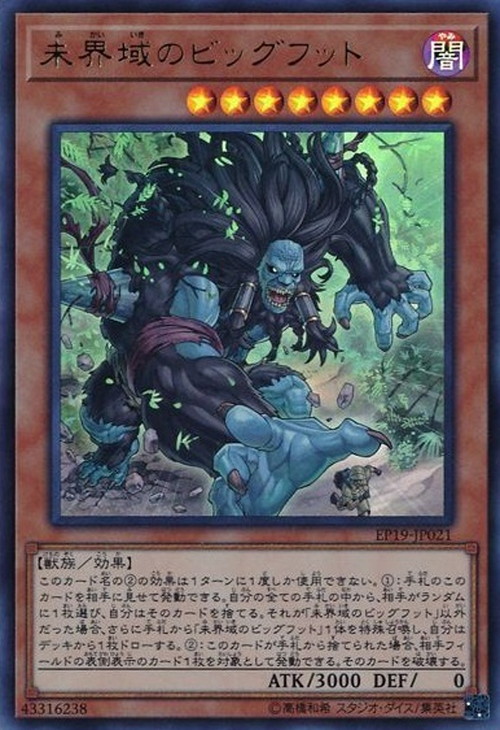 未界域のビッグフット
闇
EP19-JP021
【獣族／効果】
このカード名の②の効果は１ターンに１度しか使用できない。①：手札のこの
カードを相手に見せて発動できる。自分の全ての手札の中から、相手がランダム
に１枚選び、自分はそのカードを捨てる。それが「未界域のビッグフット」以外
だった場合、さらに手札から「未界域のビッグフット」１体を特殊召喚し、自分は
デッキから１枚ドローする。②：このカードが手札から捨てられた場合、相手フィ
ールドの表側表示のカード１枚を対象として発動できる。そのカードを破壊する。
ATK/3000 DEF/ 0
43316238
©高橋和希 スタジオ・ダイス/集英社